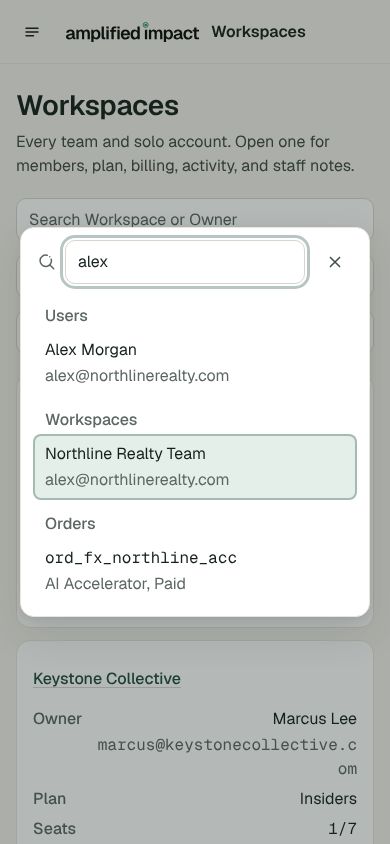 amplified impact Workspaces
Workspaces
Every team and solo account. Open one for
members, plan, billing, activity, and staff notes.
Search Workspace or Owner
alex
Users
Alex Morgan
alex@northlinerealty.com
Workspaces
Northline Realty Team
alex@northlinerealty.com
Orders
ord_fx_northline_acc
AI Accelerator, Paid
Keystone Collective
Owner Marcus Lee
marcus@keystonecollective.c
om
Plan Insiders
Seats 1/7